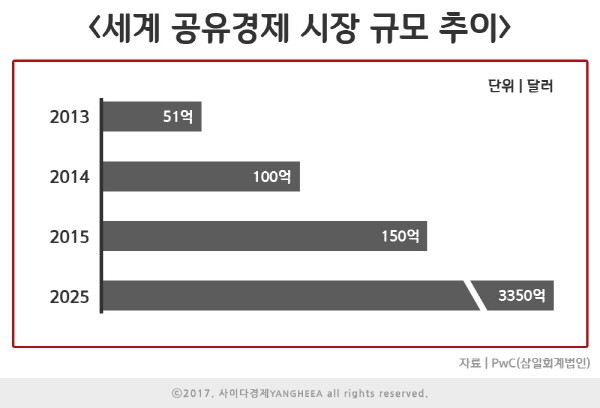 <세계 공유경제 시장 규모 추이>
단위 | 달러
2013 51억
2014 100억
2015 150억
2025 3350억
자료 | PwC(삼일회계법인)
ⓒ2017. 사이다경제YANGHEEA all rights reserved.